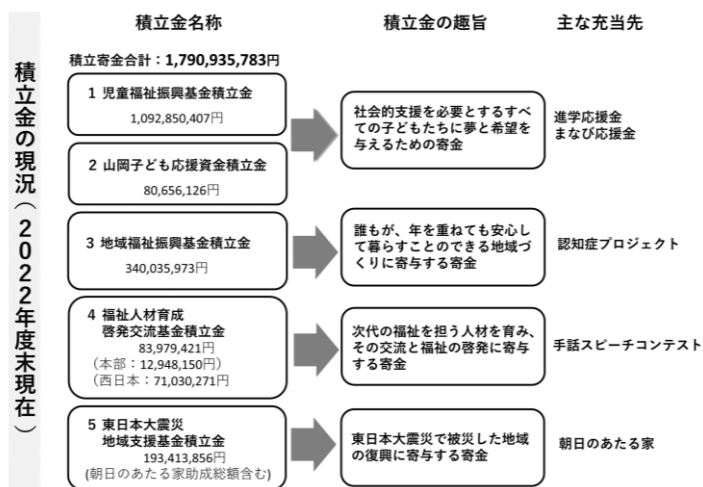 積立金の現況(2022年度末現在)
積立金名称
積立金の趣旨
主な充当先
積立寄金合計：1,790,935,783円
1 児童福祉振興基金積立金
1,092,850,407円
2 山岡子ども応援資金積立金
80,656,126円
社会的支援を必要とするすべ
ての子どもたちに夢と希望を
与えるための寄金
進学応援金
まなび応援金
3 地域福祉振興基金積立金
340,035,973円
誰もが、年を重ねても安心し
て暮らすことのできる地域づ
くりに寄与する寄金
認知症プロジェクト
4 福祉人材育成
啓発交流基金積立金
83,979,421円
（本部：12,948,150円）
（西日本：71,030,271円
次代の福祉を担う人材を育み、
その交流と福祉の啓発に寄与
する寄金
手話スピーチコンテスト
5 東日本大震災
地域支援基金積立金
193,413,856円
(朝日のあたる家助成総額含む)
東日本大震災で被災した地域
の復興に寄与する寄金
朝日のあたる家